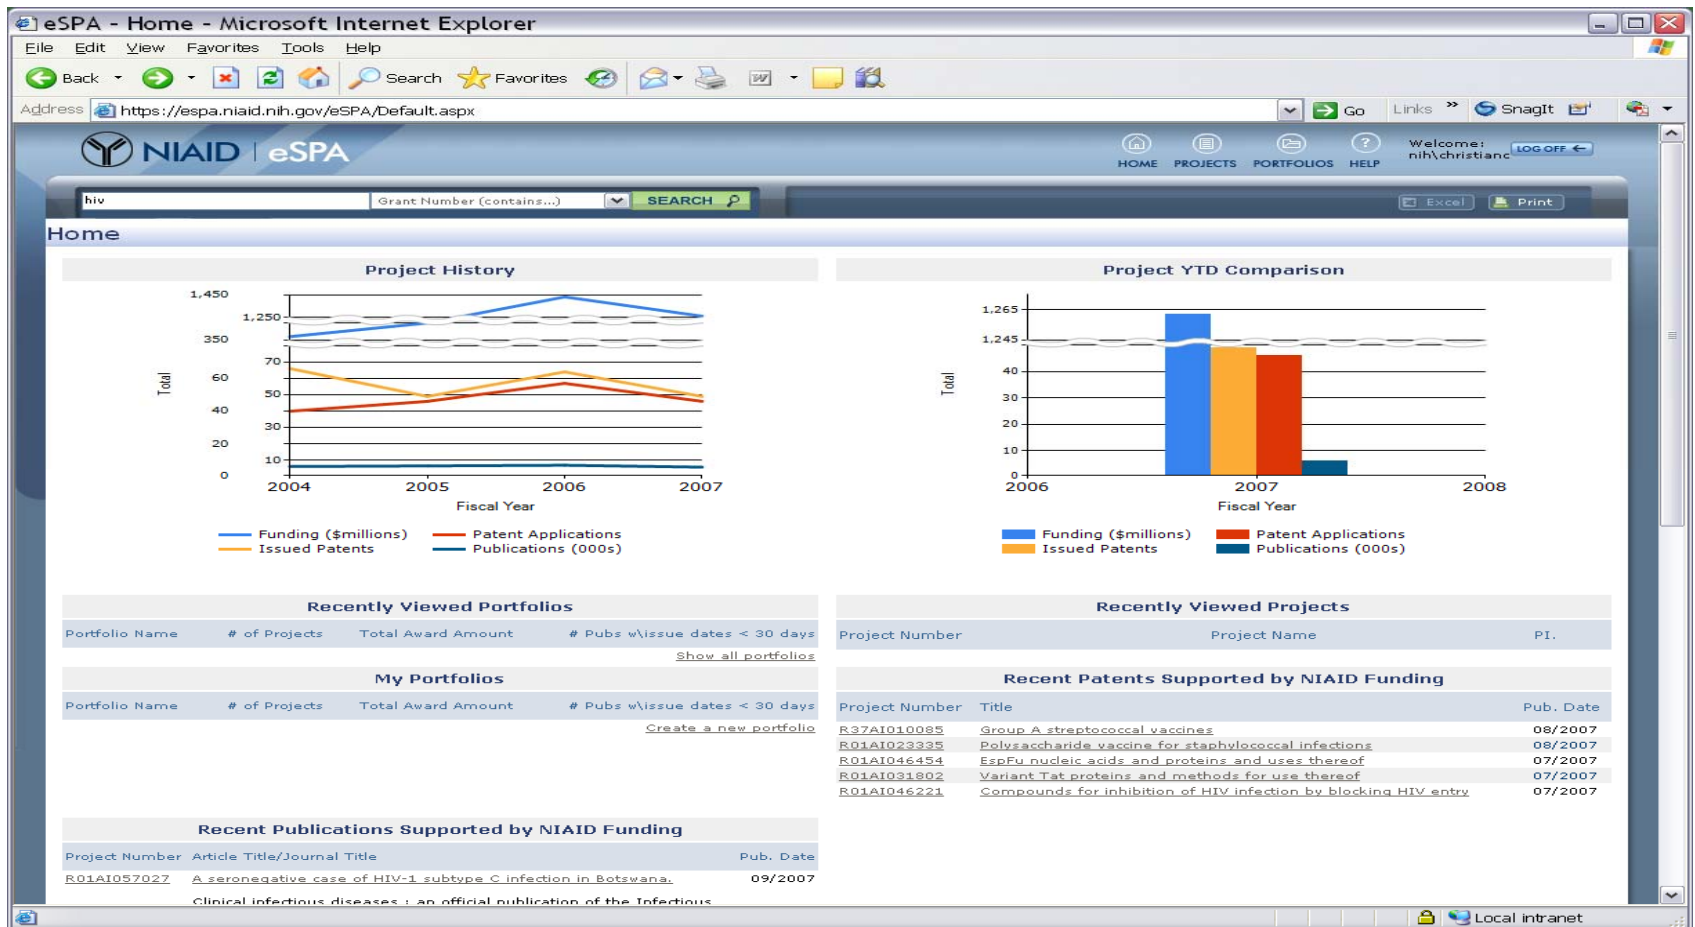 eSPA - Home - Microsoft Internet Explorer
File Edit View Favorites Tools Help
Back Search Favorites
Address https://espa.niaid.nih.gov/eSPA/Default.aspx Go Links » SnagIt
NIAID | eSPA
HOME PROJECTS PORTFOLIOS HELP
Welcome:
nih\christianc LOG OFF
hiv Grant Number (contains...) SEARCH Excel Print
Home
Project History
1,450
1,250
350
70
60
50
40
30
20
10
0
Total
2004 2005 2006 2007
Fiscal Year
Funding ($millions) Patent Applications
Issued Patents Publications (000s)
Project YTD Comparison
1,265
1,245
40
30
20
10
0
Total
2006 2007 2008
Fiscal Year
Funding ($millions) Patent Applications
Issued Patents Publications (000s)
Recently Viewed Portfolios
Portfolio Name # of Projects Total Award Amount # Pubs w\issue dates < 30 days
Show all portfolios
Recently Viewed Projects
Project Number Project Name PI.
My Portfolios
Portfolio Name # of Projects Total Award Amount # Pubs w\issue dates < 30 days
Create a new portfolio
Recent Patents Supported by NIAID Funding
Project Number Title Pub. Date
R37AI010085 Group A streptococcal vaccines 08/2007
R01AI023335 Polysaccharide vaccine for staphylococcal infections 08/2007
R01AI046454 EspFu nucleic acids and proteins and uses thereof 07/2007
R01AI031802 Variant Tat proteins and methods for use thereof 07/2007
R01AI046221 Compounds for inhibition of HIV infection by blocking HIV entry 07/2007
Recent Publications Supported by NIAID Funding
Project Number Article Title/Journal Title Pub. Date
R01AI057027 A seronegative case of HIV-1 subtype C infection in Botswana. 09/2007
Clinical infectious diseases : an official publication of the Infectious
Local intranet